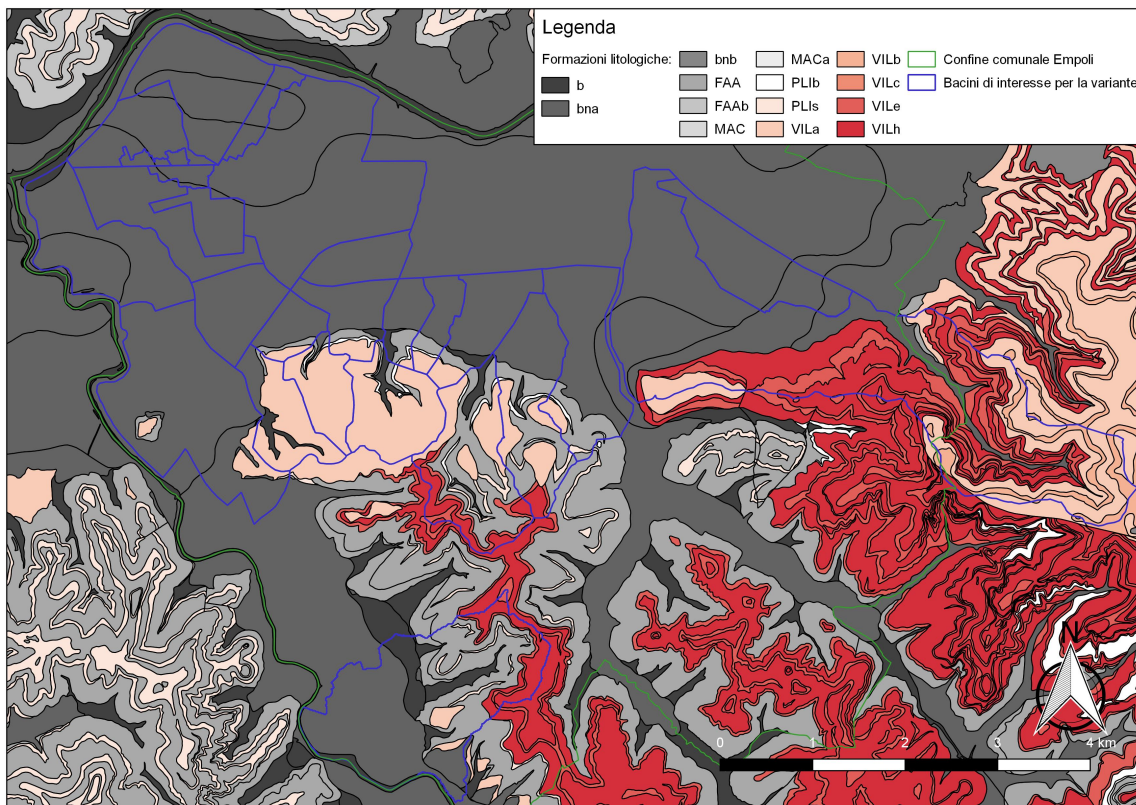 Legenda
Formazioni litologiche:
b
bna
bnb
FAA
FAAb
MAC
MACa
PLIb
PLIs
VILa
VILb
VILc
VILe
VILh
Confine comunale Empoli
Bacini di interesse per la variante
N
0 1 2 3 4 km